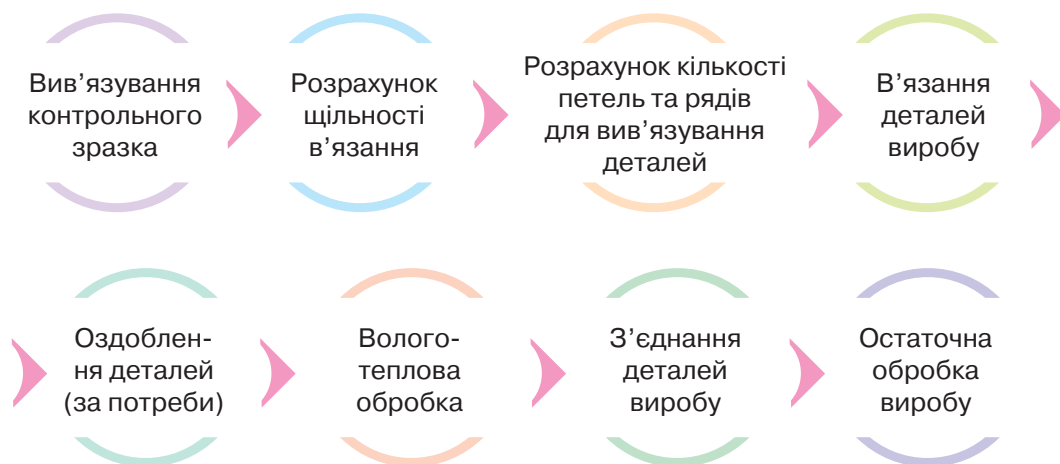 Вив’язування
контрольного
зразка
Розрахунок
щільності
в’язання
Розрахунок кількості
петель та рядів
для вив’язування
деталей
В’язання
деталей
виробу
Оздоблен-
ня деталей
(за потреби)
Волого-
теплова
обробка
З’єднання
деталей
виробу
Остаточна
обробка
виробу